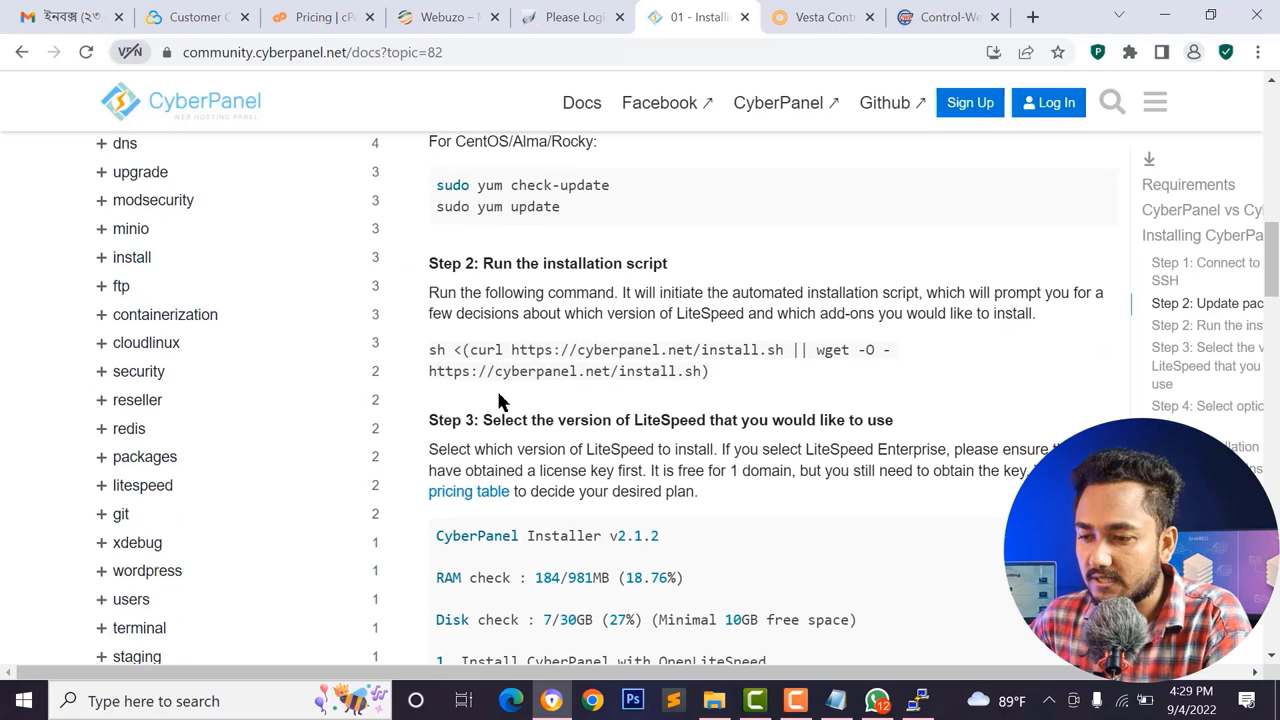 ইনবক্স (২৩
Customer C
Pricing | cP
Webuzo –
Please Logi
01 - Installi
Vesta Contr
Control-We
VPN
community.cyberpanel.net/docs?topic=82
CyberPanel
WEB HOSTING PANEL
Docs
Facebook
CyberPanel
Github
Sign Up
Log In
dns 4
upgrade 3
modsecurity 3
minio 3
install 3
ftp 3
containerization 3
cloudlinux 3
security 2
reseller 2
redis 2
packages 2
litespeed 2
git 2
xdebug 1
wordpress 1
users 1
terminal 1
staging 1
For CentOS/Alma/Rocky:
sudo yum check-update
sudo yum update
Step 2: Run the installation script
Run the following command. It will initiate the automated installation script, which will prompt you for a
few decisions about which version of LiteSpeed and which add-ons you would like to install.
sh <(curl https://cyberpanel.net/install.sh || wget -O -
https://cyberpanel.net/install.sh)
Step 3: Select the version of LiteSpeed that you would like to use
Select which version of LiteSpeed to install. If you select LiteSpeed Enterprise, please ensure
have obtained a license key first. It is free for 1 domain, but you still need to obtain the key.
pricing table to decide your desired plan.
CyberPanel Installer v2.1.2
RAM check : 184/981MB (18.76%)
Disk check : 7/30GB (27%) (Minimal 10GB free space)
1. Install CyberPanel with OpenLiteSpeed
Requirements
CyberPanel vs Cy
Installing CyberPa
Step 1: Connect to
SSH
Step 2: Update pac
Step 2: Run the ins
Step 3: Select the v
LiteSpeed that you
use
Step 4: Select optic
SHARED
Type here to search
Ps
12
89°F
4:29 PM
9/4/2022